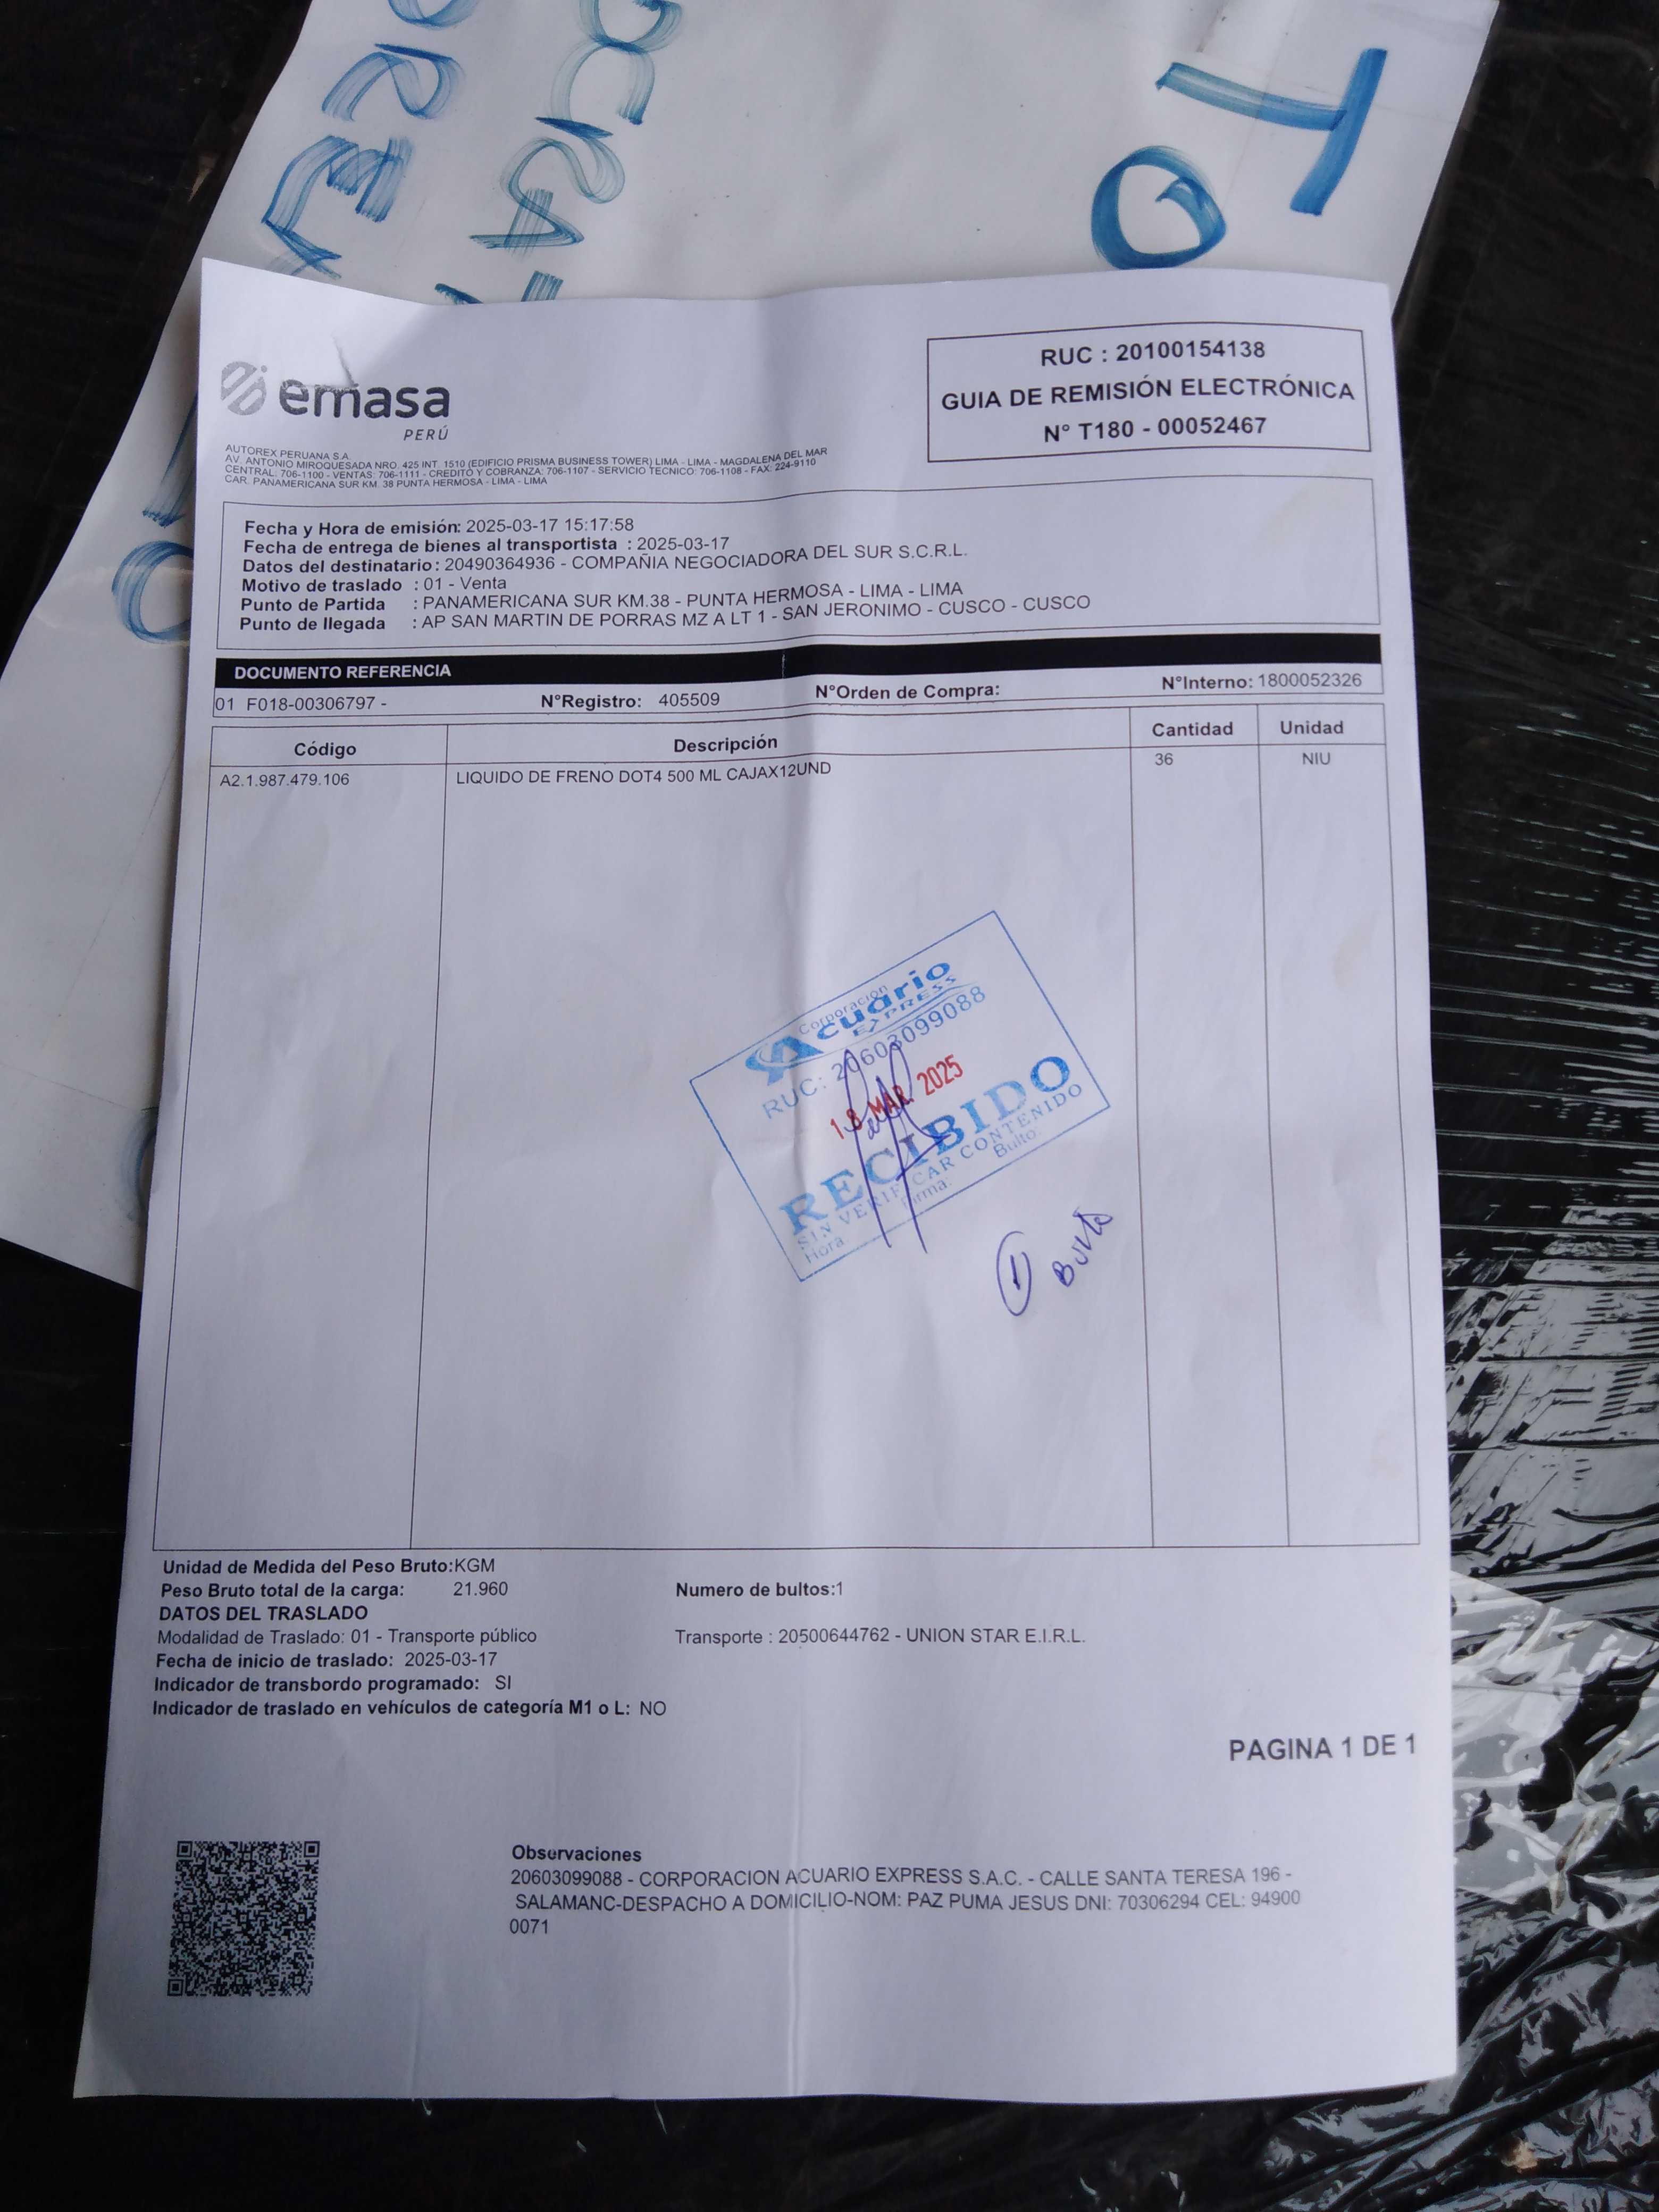 emasa
PERÚ
RUC : 20100154138
GUIA DE REMISIÓN ELECTRÓNICA
N° T180 - 00052467
AUTOREX PERUANA S.A.
AV. ANTONIO MIROQUESADA NRO. 425 INT. 1510 (EDIFICIO PRISMA BUSINESS TOWER) LIMA - LIMA - MAGDALENA DEL MAR
CENTRAL: 706-1100 - VENTAS: 706-1111 - CREDITO Y COBRANZA: 706-1107 - SERVICIO TECNICO: 706-1108 - FAX: 224-9110
CAR. PANAMERICANA SUR KM. 38 PUNTA HERMOSA - LIMA - LIMA
Fecha y Hora de emisión: 2025-03-17 15:17:58
Fecha de entrega de bienes al transportista : 2025-03-17
Datos del destinatario: 20490364936 - COMPAÑIA NEGOCIADORA DEL SUR S.C.R.L.
Motivo de traslado : 01 - Venta
Punto de Partida : PANAMERICANA SUR KM.38 - PUNTA HERMOSA - LIMA - LIMA
Punto de llegada : AP SAN MARTIN DE PORRAS MZ A LT 1 - SAN JERONIMO - CUSCO - CUSCO
DOCUMENTO REFERENCIA
01 F018-00306797 - N°Registro: 405509 N°Orden de Compra: N°Interno: 1800052326
Código Descripción Cantidad Unidad
A2.1.987.479.106 LIQUIDO DE FRENO DOT4 500 ML CAJAX12UND 36 NIU
Corporación
Acuario
EXPRESS
RUC: 20603099088
18 MAR. 2025
RECIBIDO
SIN VERIFICAR CONTENIDO
Hora Firma: Bulto:
1 Bulto
Unidad de Medida del Peso Bruto:KGM
Peso Bruto total de la carga: 21.960 Numero de bultos:1
DATOS DEL TRASLADO
Modalidad de Traslado: 01 - Transporte público Transporte : 20500644762 - UNION STAR E.I.R.L.
Fecha de inicio de traslado: 2025-03-17
Indicador de transbordo programado: SI
Indicador de traslado en vehículos de categoría M1 o L: NO
PAGINA 1 DE 1
Observaciones
20603099088 - CORPORACION ACUARIO EXPRESS S.A.C. - CALLE SANTA TERESA 196 -
SALAMANC-DESPACHO A DOMICILIO-NOM: PAZ PUMA JESUS DNI: 70306294 CEL: 94900
0071